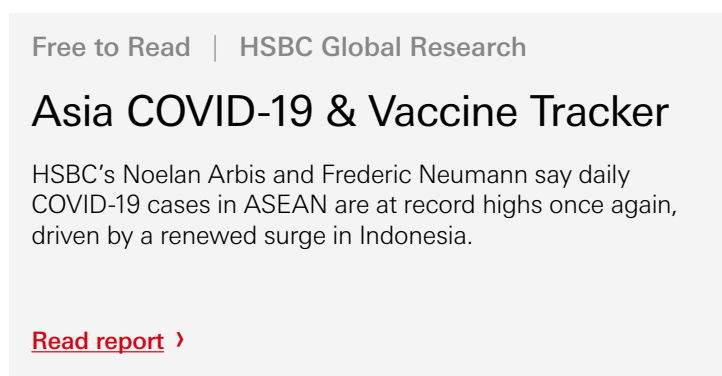 Free to Read | HSBC Global Research
Asia COVID-19 & Vaccine Tracker
HSBC’s Noelan Arbis and Frederic Neumann say daily
COVID-19 cases in ASEAN are at record highs once again,
driven by a renewed surge in Indonesia.
Read report ›